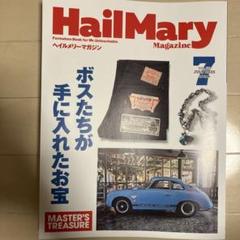 HailMary
Magazine
ヘイルメリーマガジン
7
ボスたちが
手に入れたお宝
MASTER'S
TREASURE